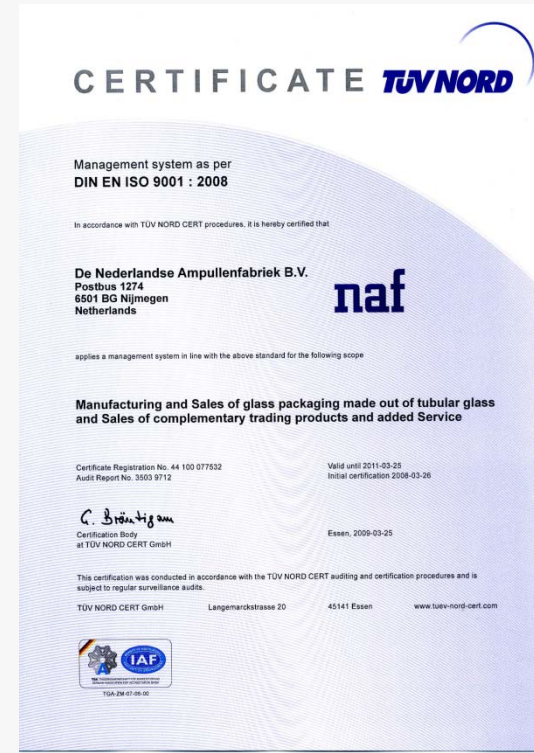 CERTIFICATE TÜV NORD
Management system as per
DIN EN ISO 9001 : 2008
In accordance with TÜV NORD CERT procedures, it is hereby certified that
De Nederlandse Ampullenfabriek B.V.
Postbus 1274
6501 BG Nijmegen
Netherlands
naf
applies a management system in line with the above standard for the following scope
Manufacturing and Sales of glass packaging made out of tubular glass
and Sales of complementary trading products and added Service
Certificate Registration No. 44 100 077532
Audit Report No. 3503 9712
Valid until 2011-03-25
Initial certification 2008-03-26
G. Bräutigam
Certification Body
at TÜV NORD CERT GmbH
Essen, 2009-03-25
This certification was conducted in accordance with the TÜV NORD CERT auditing and certification procedures and is
subject to regular surveillance audits.
TÜV NORD CERT GmbH Langemarckstrasse 20 45141 Essen www.tuev-nord-cert.com
IAF
TGA-ZM-07-06-00